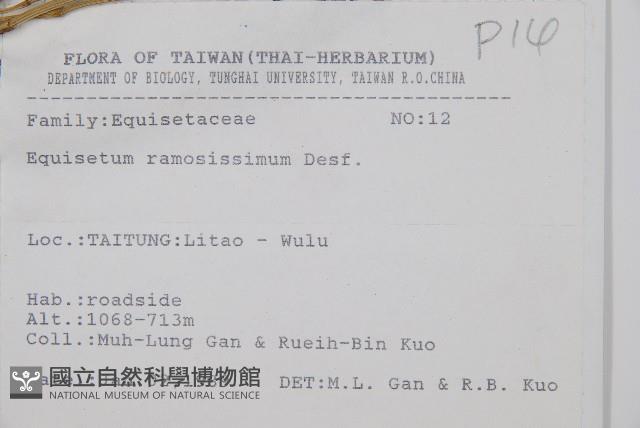 P14
FLORA OF TAIWAN(THAI-HERBARIUM)
DEPARTMENT OF BIOLOGY, TUNGHAI UNIVERSITY, TAIWAN R.O.CHINA
Family:Equisetaceae NO:12
Equisetum ramosissimum Desf.
Loc.:TAITUNG:Litao - Wulu
Hab.:roadside
Alt.:1068-713m
Coll.:Muh-Lung Gan & Rueih-Bin Kuo
DET:M.L. Gan & R.B. Kuo
國立自然科學博物館
NATIONAL MUSEUM OF NATURAL SCIENCE